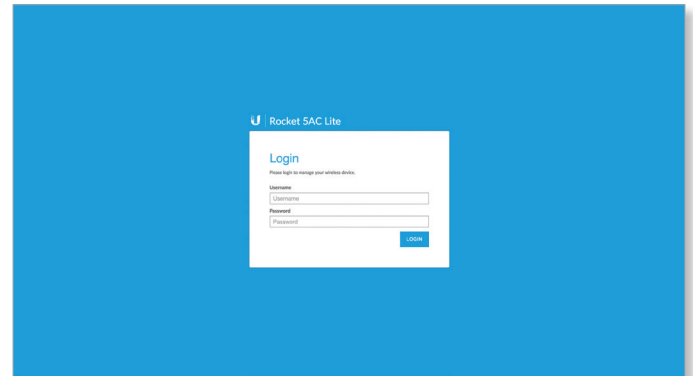 Rocket 5AC Lite
Login
Please login to manage your wireless device.
Username
Username
Password
Password
LOGIN